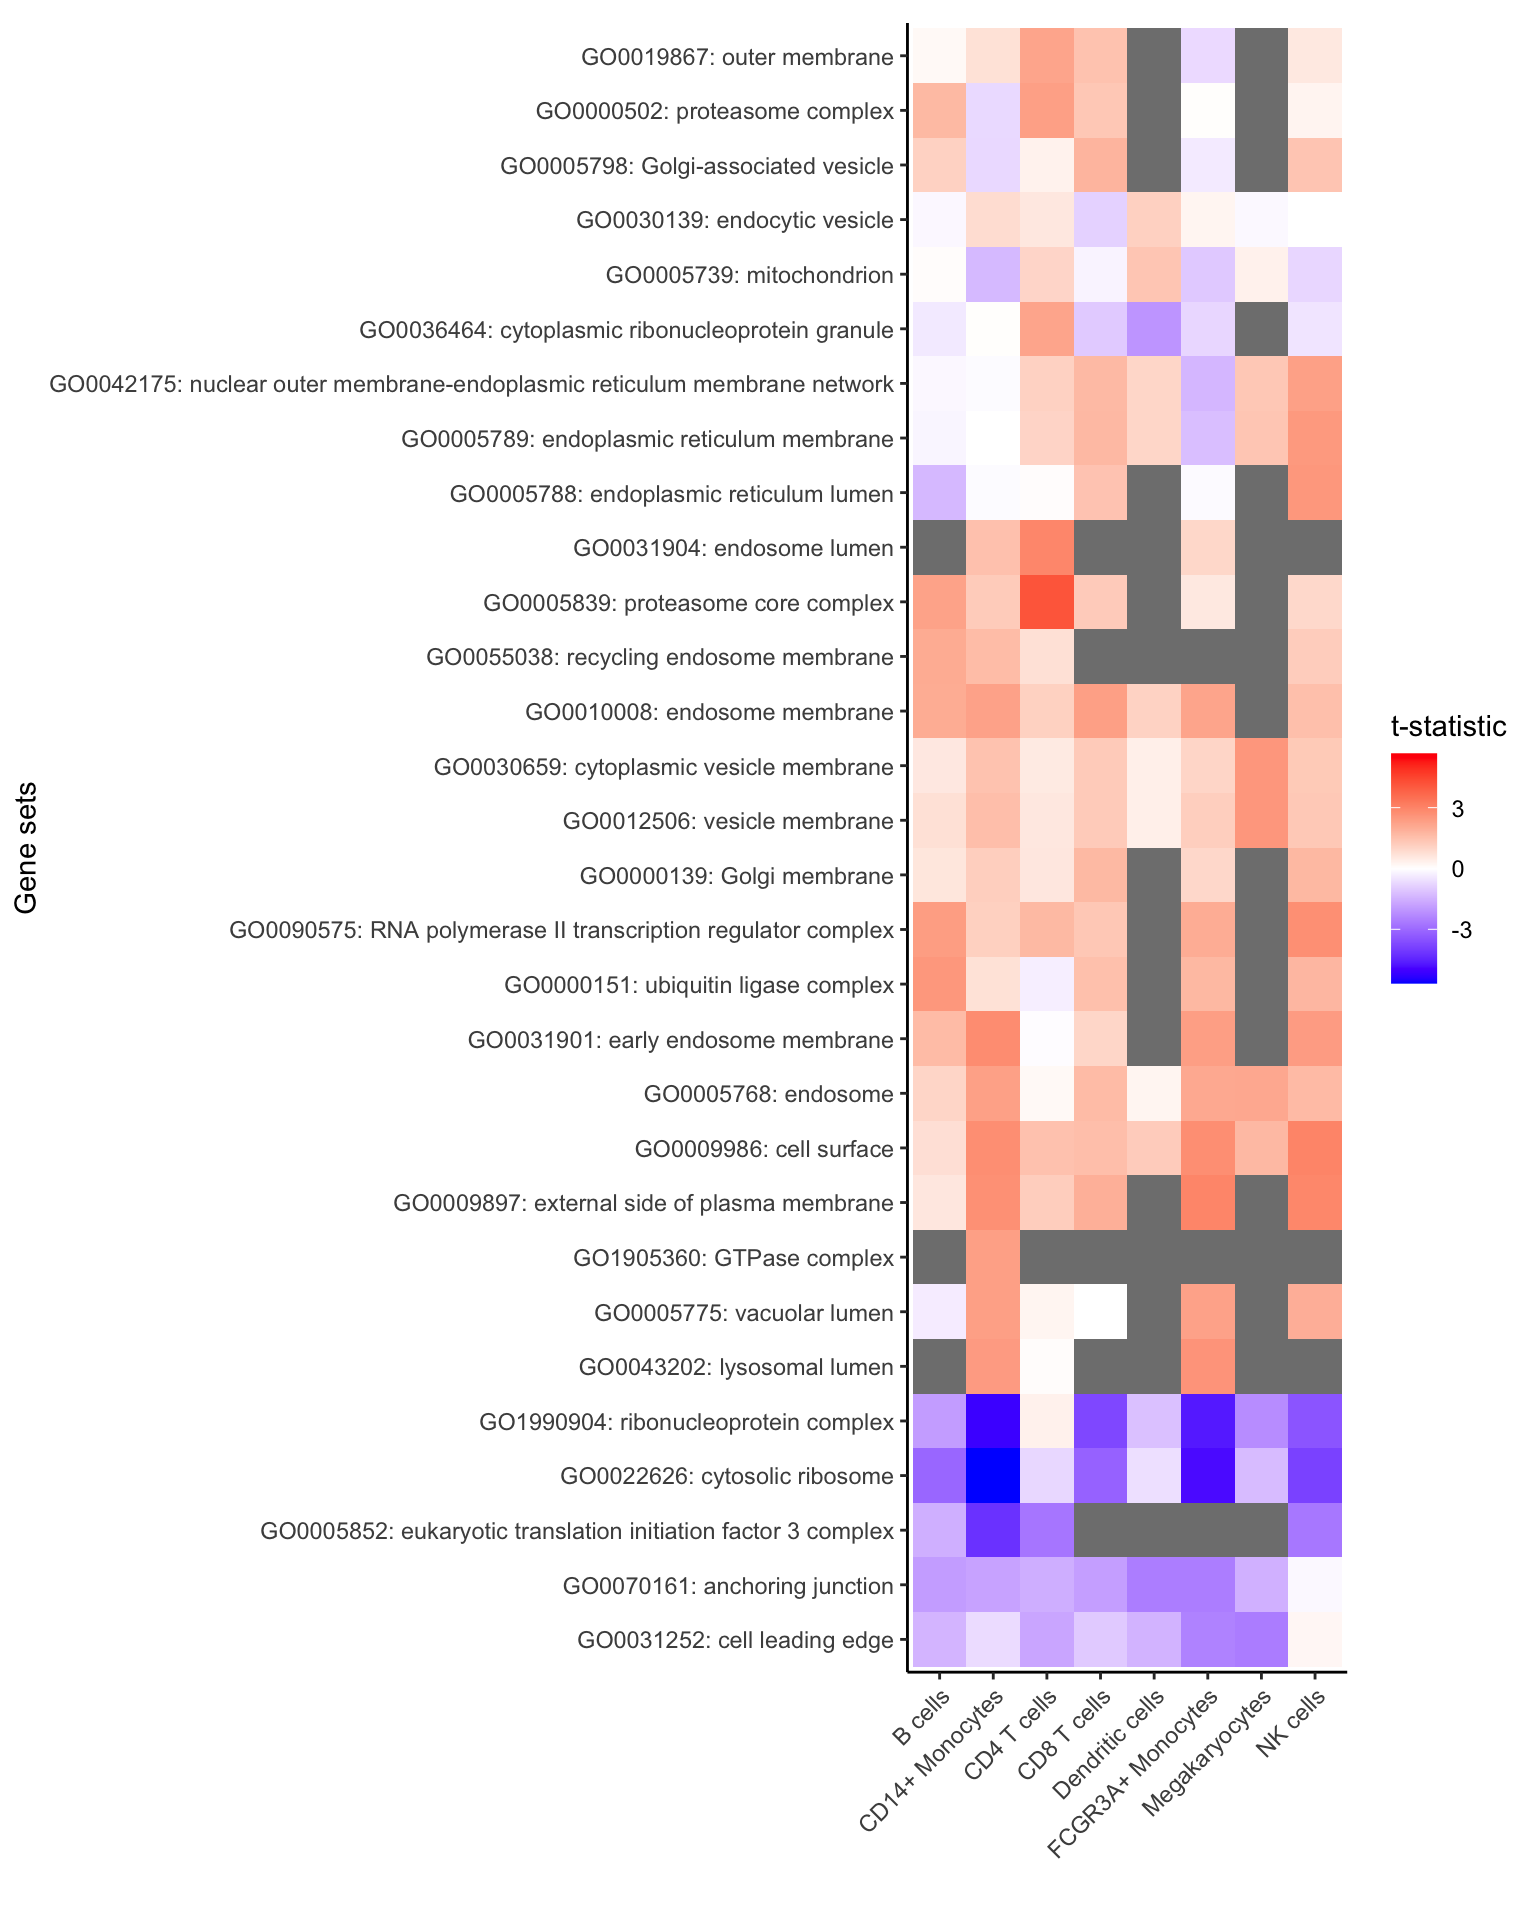 GO0019867: outer membrane
GO0000502: proteasome complex
GO0005798: Golgi-associated vesicle
GO0030139: endocytic vesicle
GO0005739: mitochondrion
GO0036464: cytoplasmic ribonucleoprotein granule
GO0042175: nuclear outer membrane-endoplasmic reticulum membrane network
GO0005789: endoplasmic reticulum membrane
GO0005788: endoplasmic reticulum lumen
GO0031904: endosome lumen
GO0005839: proteasome core complex
GO0055038: recycling endosome membrane
GO0010008: endosome membrane
GO0030659: cytoplasmic vesicle membrane
GO0012506: vesicle membrane
GO0000139: Golgi membrane
GO0090575: RNA polymerase II transcription regulator complex
GO0000151: ubiquitin ligase complex
GO0031901: early endosome membrane
GO0005768: endosome
GO0009986: cell surface
GO0009897: external side of plasma membrane
GO1905360: GTPase complex
GO0005775: vacuolar lumen
GO0043202: lysosomal lumen
GO1990904: ribonucleoprotein complex
GO0022626: cytosolic ribosome
GO0005852: eukaryotic translation initiation factor 3 complex
GO0070161: anchoring junction
GO0031252: cell leading edge
Gene sets
B cells
CD14+ Monocytes
CD4 T cells
CD8 T cells
Dendritic cells
FCGR3A+ Monocytes
Megakaryocytes
NK cells
t-statistic
3
0
-3